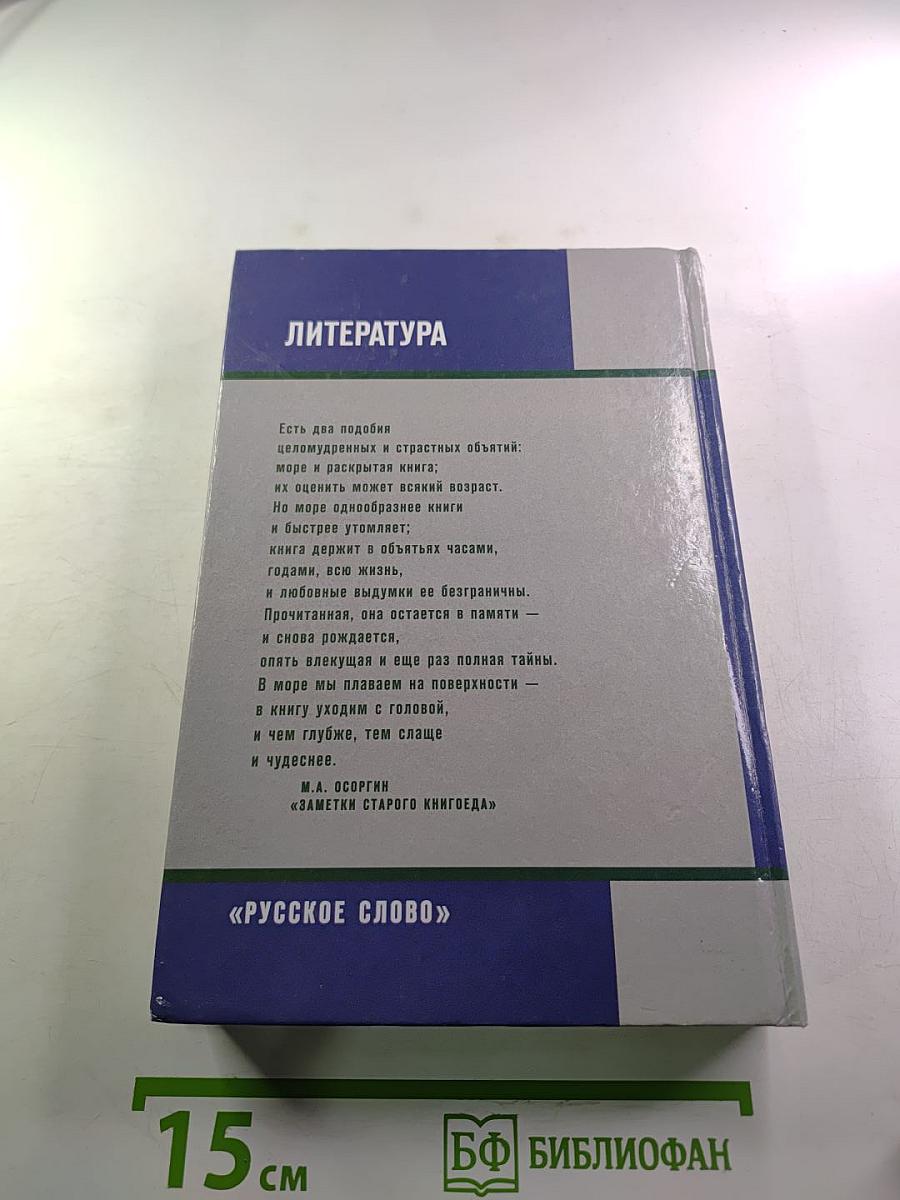 ЛИТЕРАТУРА
Есть два подобия
целомудренных и страстных объятий:
море и раскрытая книга;
их оценить может всякий возраст.
Но море однообразнее книги
и быстрее утомляет;
книга держит в объятьях часами,
годами, всю жизнь,
и любовные выдумки ее безграничны.
Прочитанная, она остается в памяти —
и снова рождается,
опять влекущая и еще раз полная тайны.
В море мы плаваем на поверхности —
в книгу уходим с головой,
и чем глубже, тем слаще
и чудеснее.
М.А. ОСОРГИН
«ЗАМЕТКИ СТАРОГО КНИГОЕДА»
«РУССКОЕ СЛОВО»
15 см
БФ БИБЛИОФАН